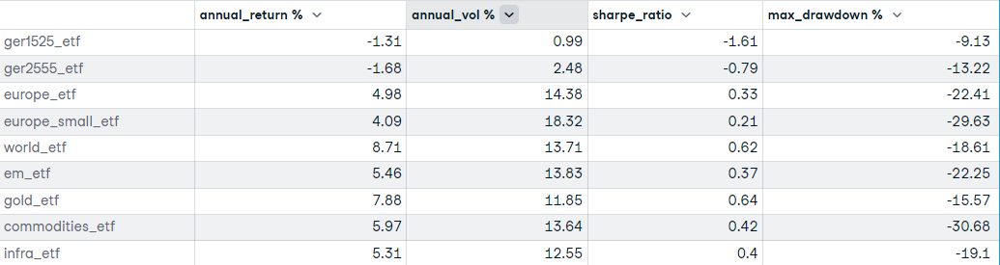 annual_return % annual_vol % sharpe_ratio max_drawdown %
ger1525_etf -1.31 0.99 -1.61 -9.13
ger2555_etf -1.68 2.48 -0.79 -13.22
europe_etf 4.98 14.38 0.33 -22.41
europe_small_etf 4.09 18.32 0.21 -29.63
world_etf 8.71 13.71 0.62 -18.61
em_etf 5.46 13.83 0.37 -22.25
gold_etf 7.88 11.85 0.64 -15.57
commodities_etf 5.97 13.64 0.42 -30.68
infra_etf 5.31 12.55 0.4 -19.1